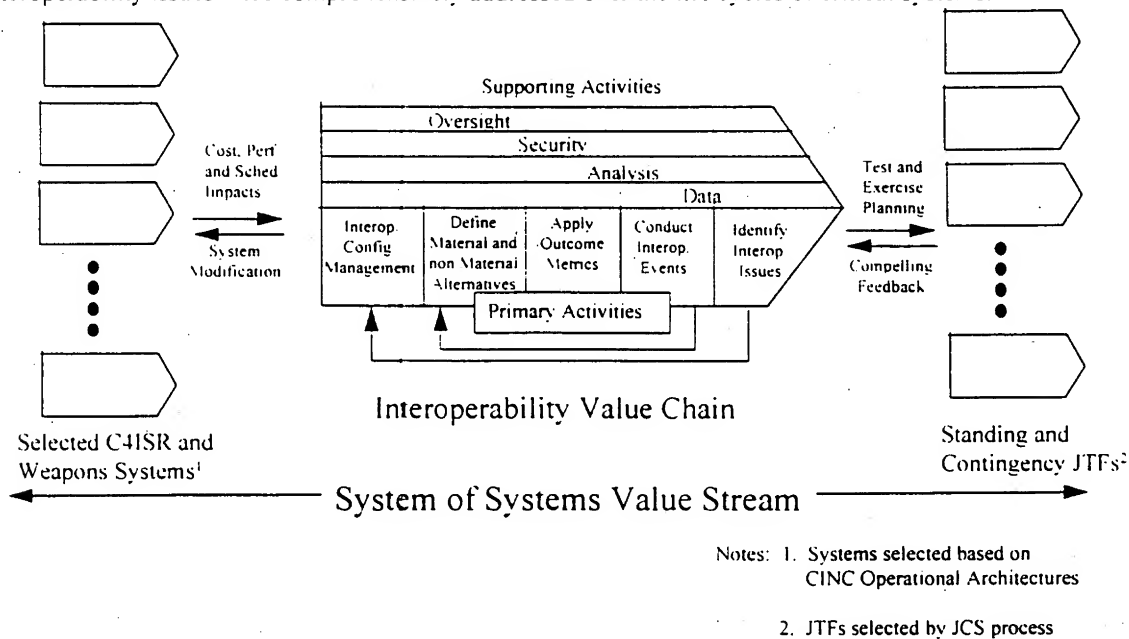 Supporting Activities
Oversight
Security
Analysis
Data
Cost, Perf
and Sched
Impacts
System
Modification
Interop.
Config
Management
Define
Material and
non Material
Alternatives
Apply
Outcome
Metrics
Conduct
Interop.
Events
Identify
Interop
Issues
Primary Activities
Test and
Exercise
Planning
Compelling
Feedback
Interoperability Value Chain
Selected C4ISR and
Weapons Systems¹
Standing and
Contingency JTFs²
System of Systems Value Stream
Notes: 1. Systems selected based on
CINC Operational Architectures
2. JTFs selected by JCS process